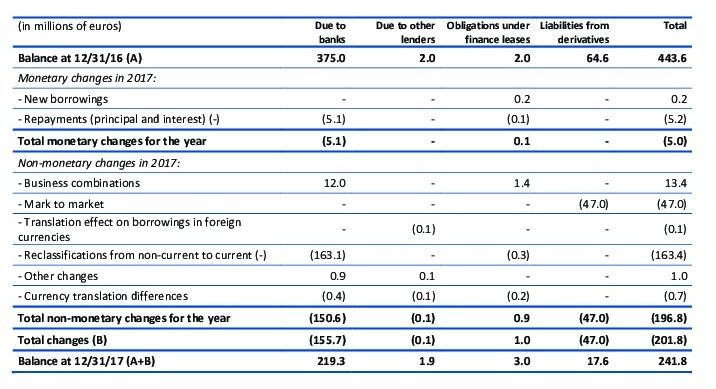 (in millions of euros) Due to banks Due to other lenders Obligations under finance leases Liabilities from derivatives Total
Balance at 12/31/16 (A) 375.0 2.0 2.0 64.6 443.6
Monetary changes in 2017:
- New borrowings - - 0.2 - 0.2
- Repayments (principal and interest) (-) (5.1) - (0.1) - (5.2)
Total monetary changes for the year (5.1) - 0.1 - (5.0)
Non-monetary changes in 2017:
- Business combinations 12.0 - 1.4 - 13.4
- Mark to market - - - (47.0) (47.0)
- Translation effect on borrowings in foreign
currencies - (0.1) - - (0.1)
- Reclassifications from non-current to current (-) (163.1) - (0.3) - (163.4)
- Other changes 0.9 0.1 - - 1.0
- Currency translation differences (0.4) (0.1) (0.2) - (0.7)
Total non-monetary changes for the year (150.6) (0.1) 0.9 (47.0) (196.8)
Total changes (B) (155.7) (0.1) 1.0 (47.0) (201.8)
Balance at 12/31/17 (A+B) 219.3 1.9 3.0 17.6 241.8